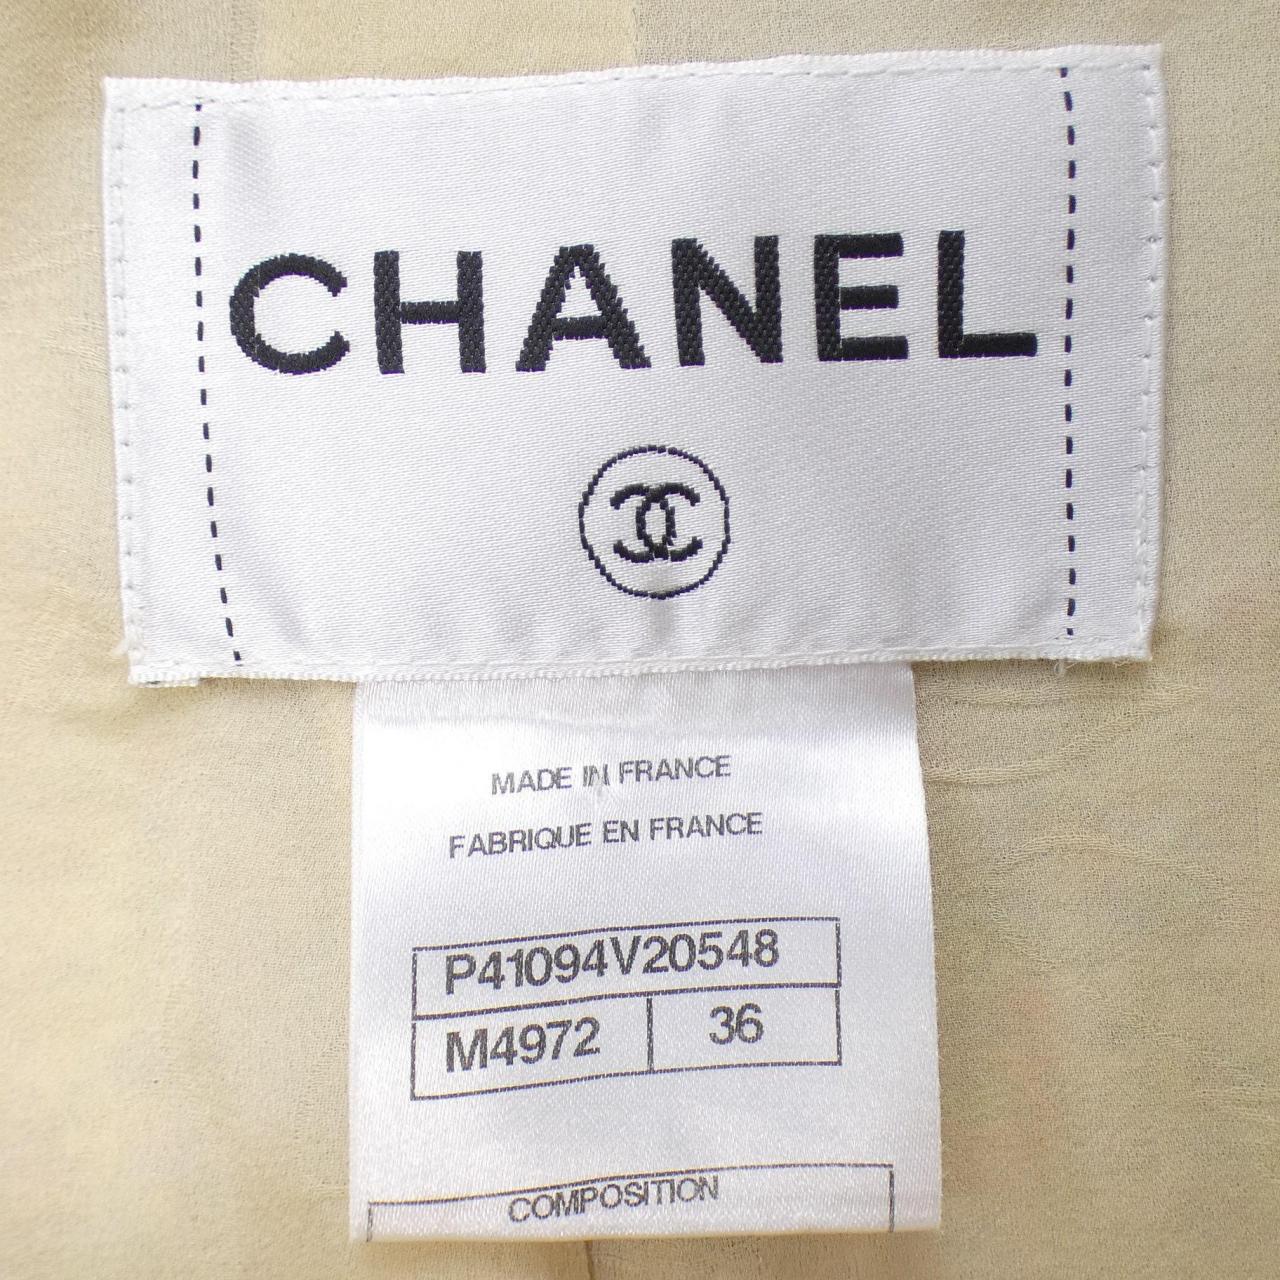 CHANEL
MADE IN FRANCE
FABRIQUE EN FRANCE
P41094V20548
M4972 36
COMPOSITION